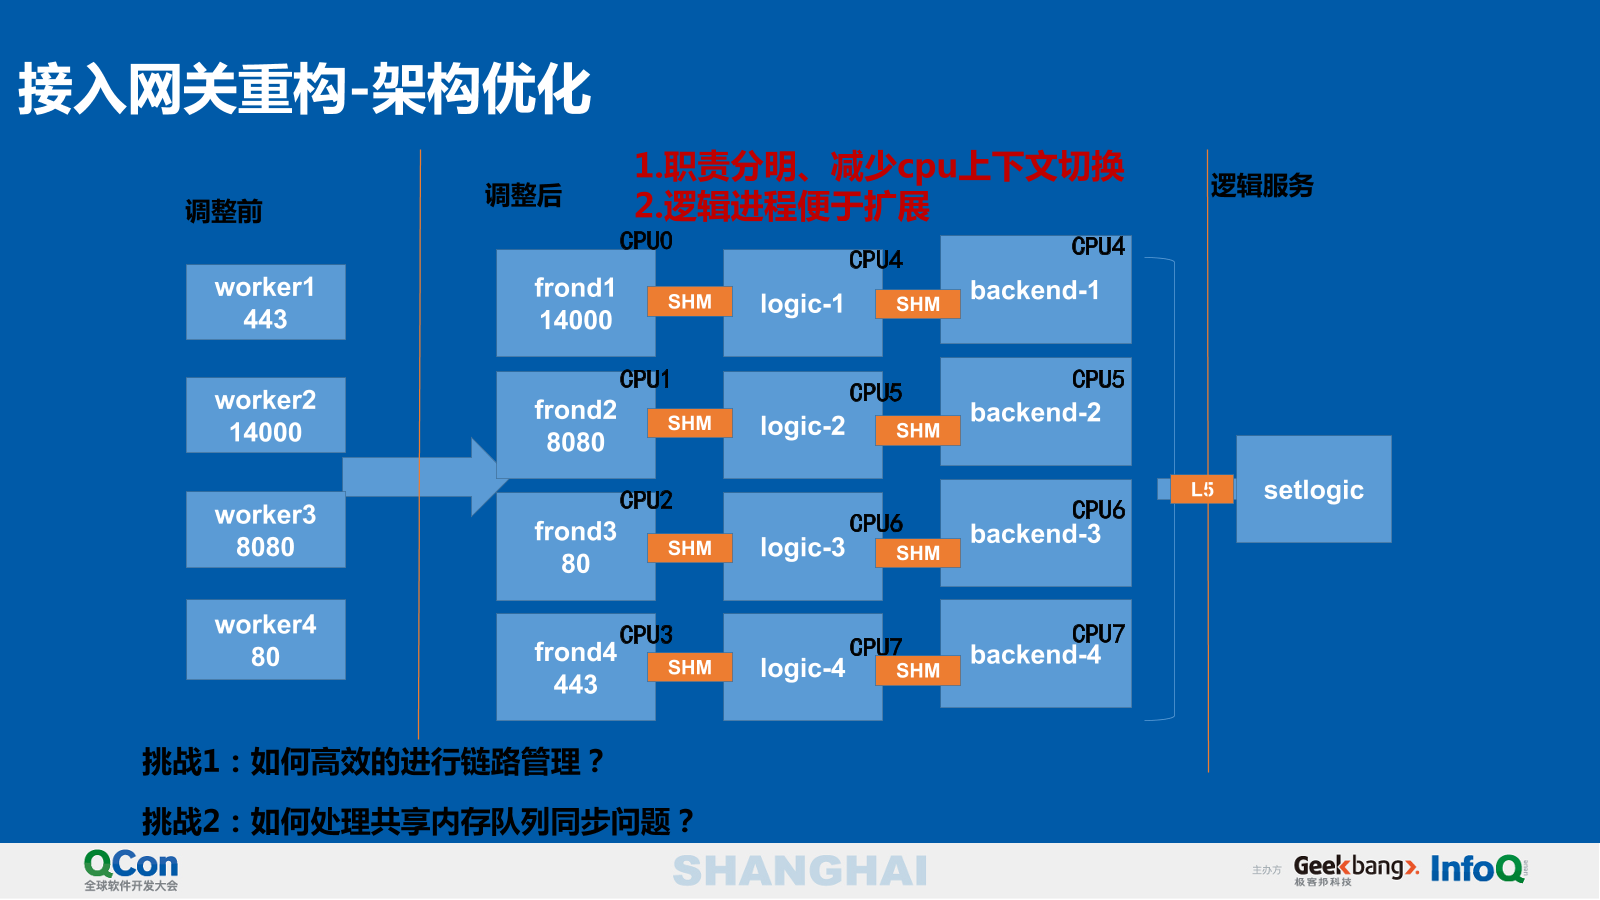 接入网关重构-架构优化
1.职责分明、减少cpu上下文切换
2.逻辑进程便于扩展
调整前
调整后
逻辑服务
worker1
443
worker2
14000
worker3
8080
worker4
80
CPU0
frond1
14000
SHM
CPU4
logic-1
SHM
CPU4
backend-1
CPU1
frond2
8080
SHM
CPU5
logic-2
SHM
CPU5
backend-2
CPU2
frond3
80
SHM
CPU6
logic-3
SHM
CPU6
backend-3
CPU3
frond4
443
SHM
CPU7
logic-4
SHM
CPU7
backend-4
L5
setlogic
挑战1：如何高效的进行链路管理？
挑战2：如何处理共享内存队列同步问题？
QCon
全球软件开发大会
SHANGHAI
主办方
Geekbang
极客邦科技
InfoQ